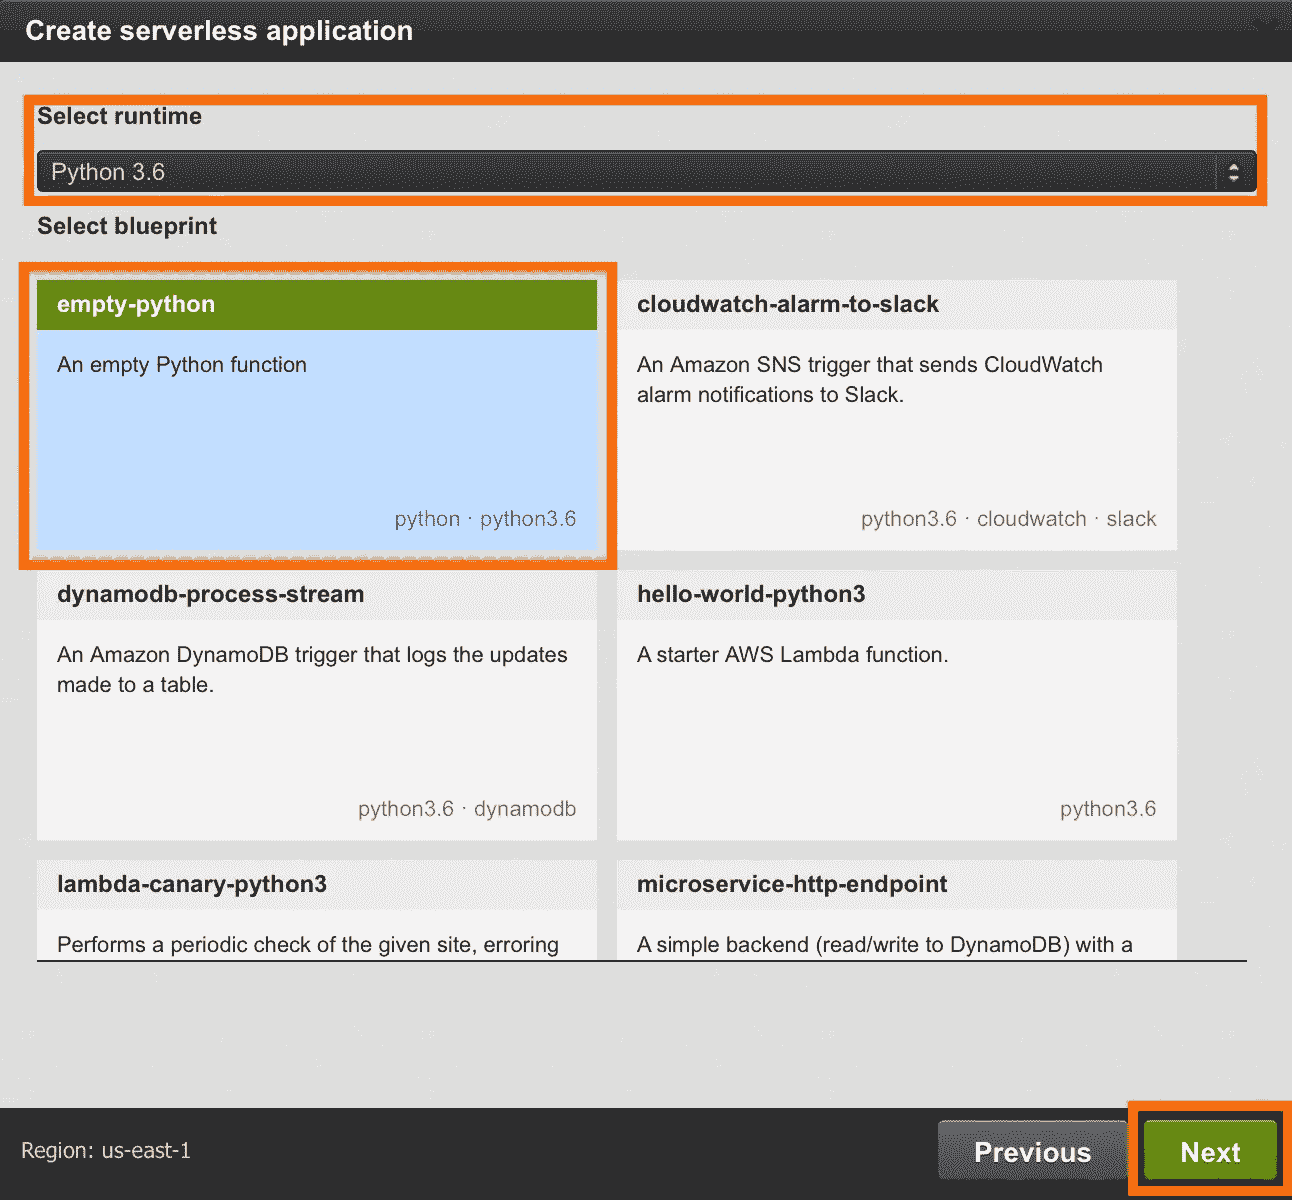 Create serverless application
Select runtime
Python 3.6
Select blueprint
empty-python
An empty Python function
python · python3.6
cloudwatch-alarm-to-slack
An Amazon SNS trigger that sends CloudWatch
alarm notifications to Slack.
python3.6 · cloudwatch · slack
dynamodb-process-stream
An Amazon DynamoDB trigger that logs the updates
made to a table.
python3.6 · dynamodb
hello-world-python3
A starter AWS Lambda function.
python3.6
lambda-canary-python3
Performs a periodic check of the given site, erroring
microservice-http-endpoint
A simple backend (read/write to DynamoDB) with a
Region: us-east-1
Previous
Next